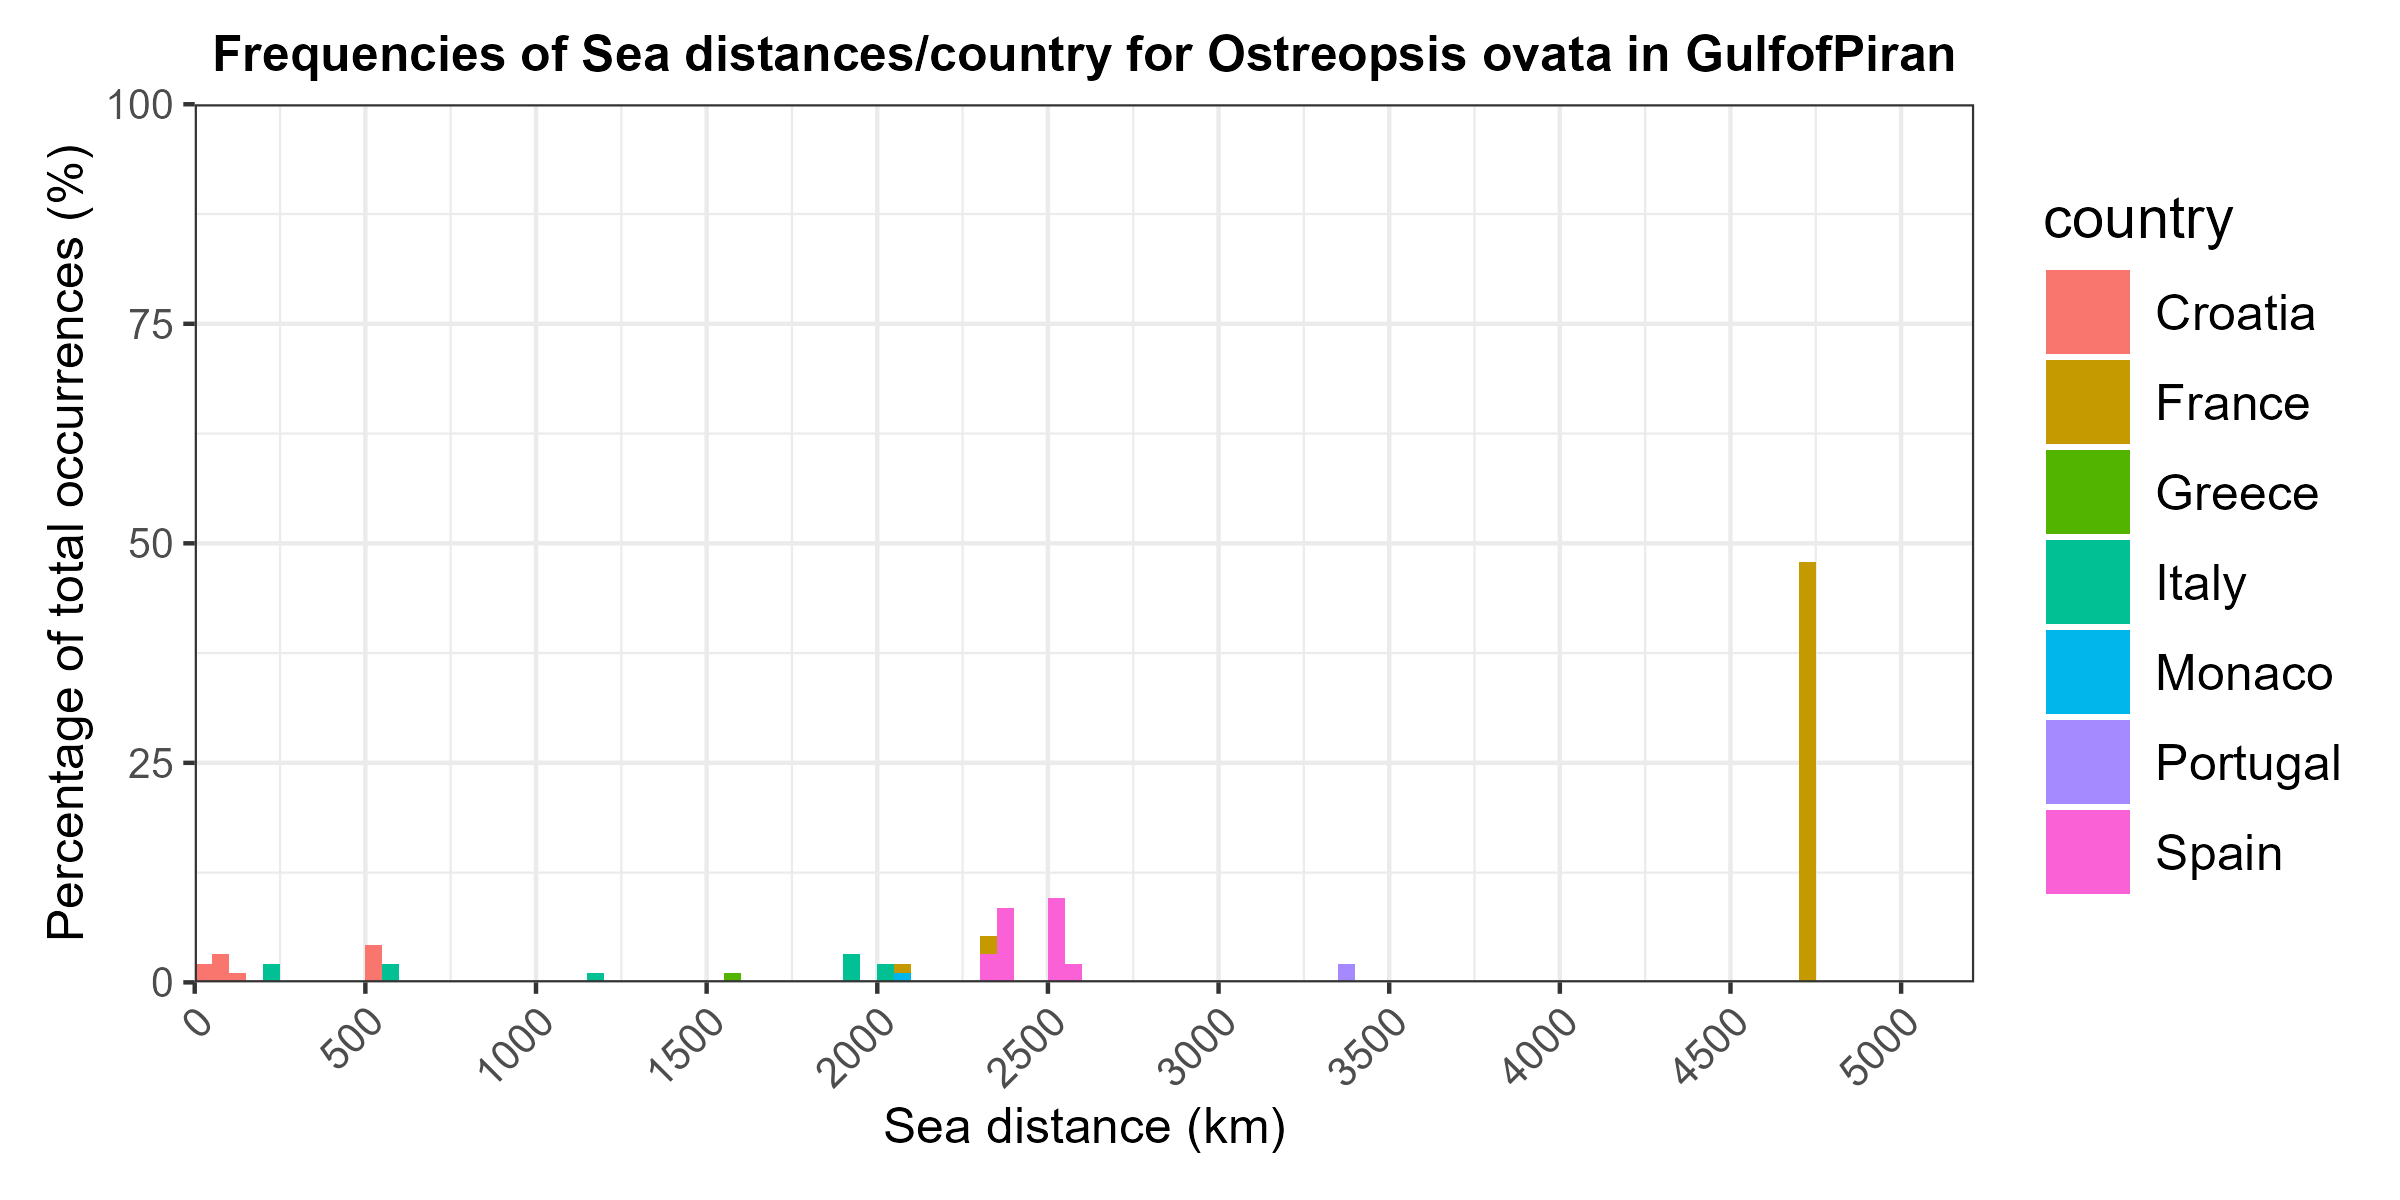 Frequencies of Sea distances/country for Ostreopsis ovata in GulfofPiran
Percentage of total occurrences (%)
100
75
50
25
0
0
500
1000
1500
2000
2500
3000
3500
4000
4500
5000
Sea distance (km)
country
Croatia
France
Greece
Italy
Monaco
Portugal
Spain